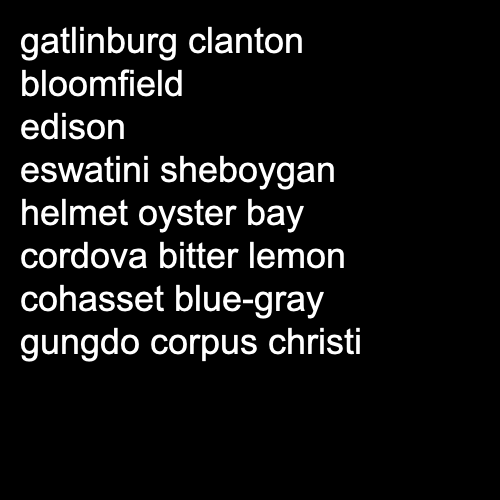 gatlinburg clanton
bloomfield
edison
eswatini sheboygan
helmet oyster bay
cordova bitter lemon
cohasset blue-gray
gungdo corpus christi